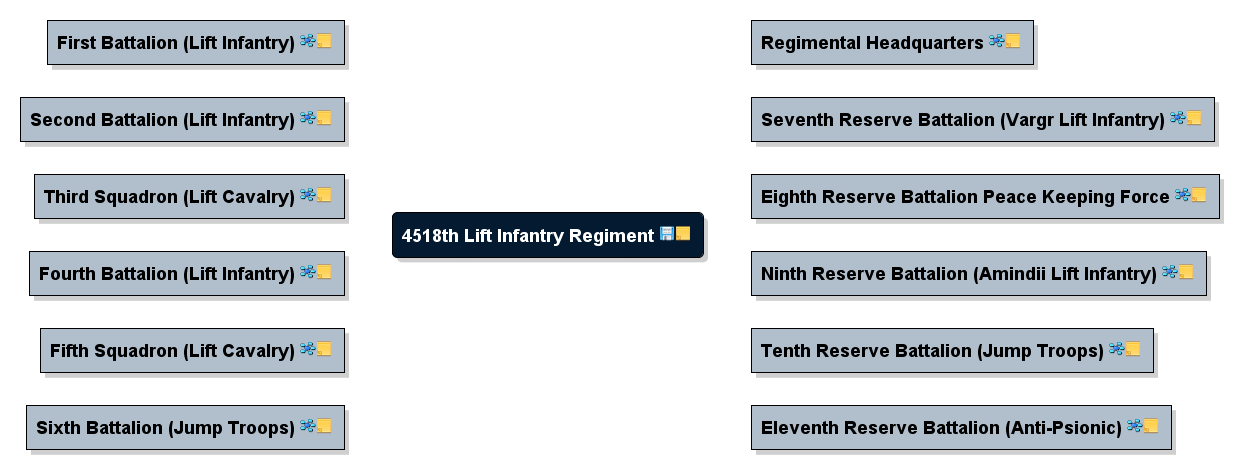 First Battalion (Lift Infantry)
Second Battalion (Lift Infantry)
Third Squadron (Lift Cavalry)
Fourth Battalion (Lift Infantry)
Fifth Squadron (Lift Cavalry)
Sixth Battalion (Jump Troops)
4518th Lift Infantry Regiment
Regimental Headquarters
Seventh Reserve Battalion (Vargr Lift Infantry)
Eighth Reserve Battalion Peace Keeping Force
Ninth Reserve Battalion (Amindii Lift Infantry)
Tenth Reserve Battalion (Jump Troops)
Eleventh Reserve Battalion (Anti-Psionic)